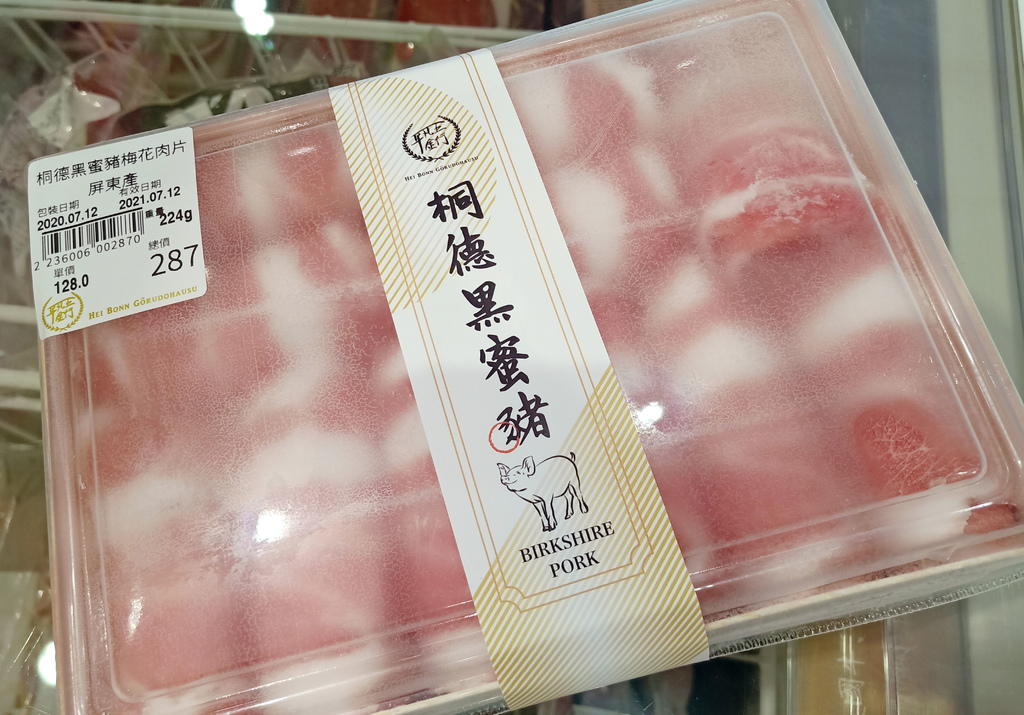 桐德黑蜜豬梅花肉片
屏東產
包裝日期 有效日期
2020.07.12 2021.07.12
重量 224g
2 236006 002870
單價 總價
128.0 287
HEI BONN GÖKUDOHAUSU
HEI BONN GÖKUDOHAUSU
桐德黑蜜豬
BIRKSHIRE
PORK